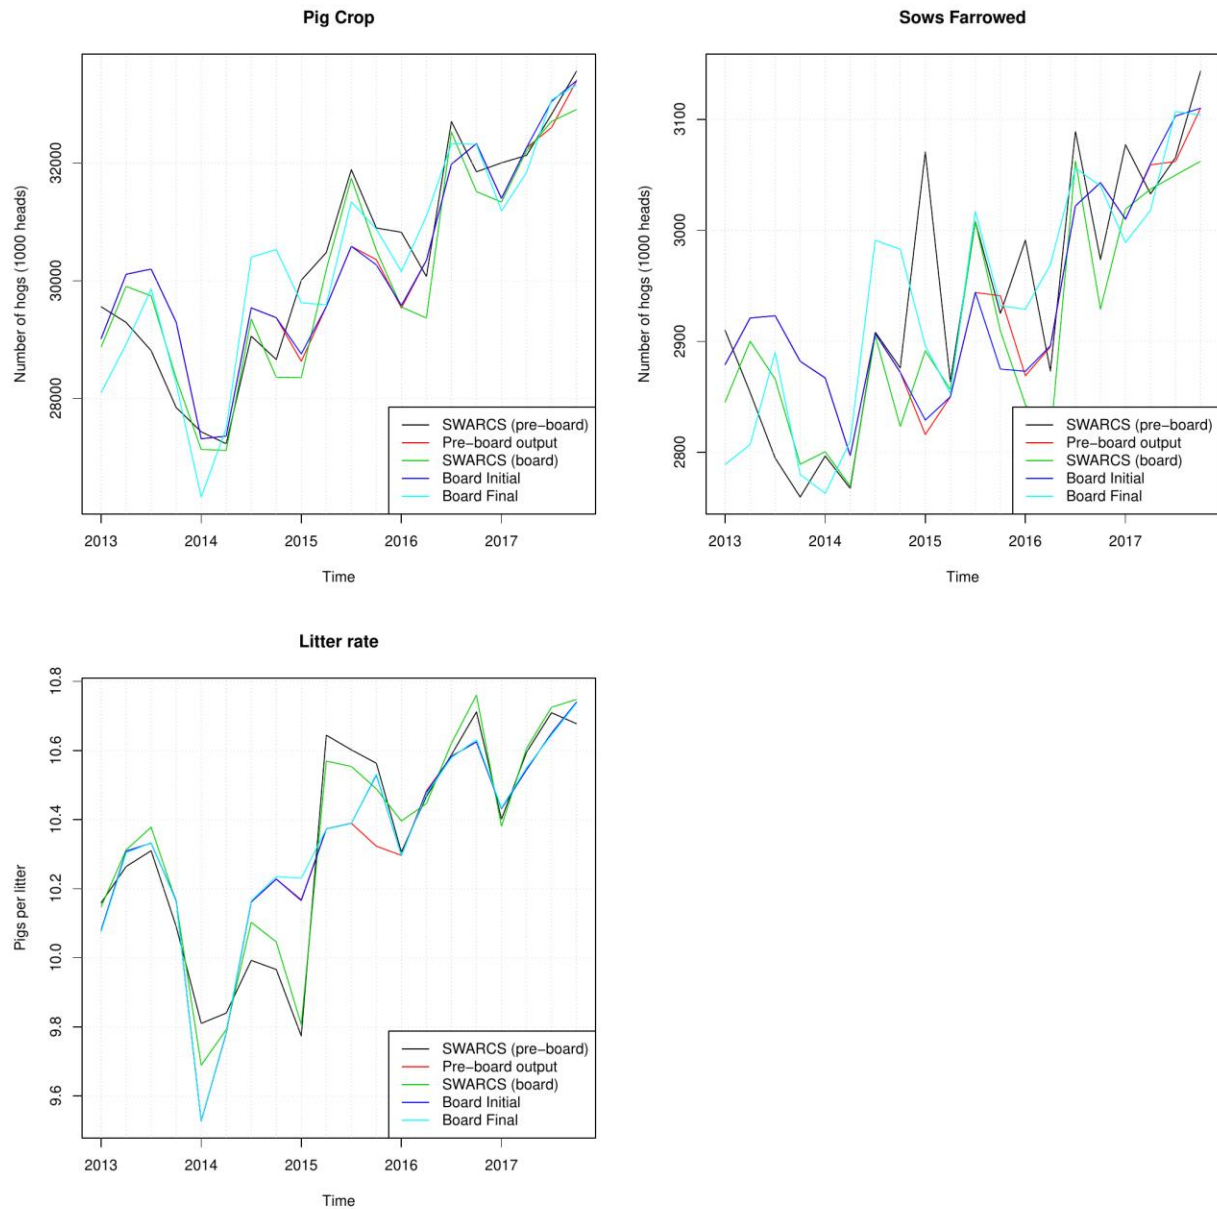 Pig Crop
Number of hogs (1000 heads)
32000
30000
28000
SWARCS (pre−board)
Pre−board output
SWARCS (board)
Board Initial
Board Final
2013 2014 2015 2016 2017
Time
Sows Farrowed
Number of hogs (1000 heads)
3100
3000
2900
2800
SWARCS (pre−board)
Pre−board output
SWARCS (board)
Board Initial
Board Final
2013 2014 2015 2016 2017
Time
Litter rate
Pigs per litter
10.8
10.6
10.4
10.2
10.0
9.8
9.6
SWARCS (pre−board)
Pre−board output
SWARCS (board)
Board Initial
Board Final
2013 2014 2015 2016 2017
Time